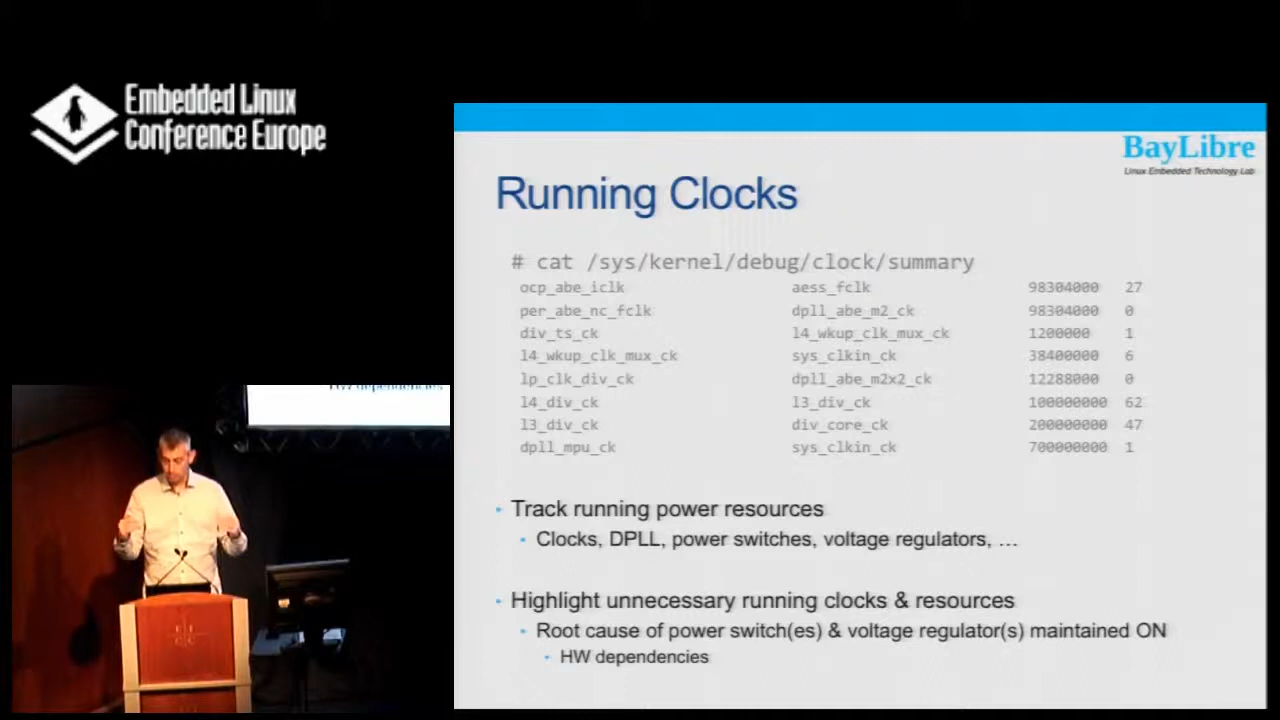 Embedded Linux
Conference Europe
BayLibre
Linux Embedded Technology Lab
Running Clocks
# cat /sys/kernel/debug/clock/summary
ocp_abe_iclk aess_fclk 98304000 27
per_abe_nc_fclk dpll_abe_m2_ck 98304000 0
div_ts_ck l4_wkup_clk_mux_ck 1200000 1
l4_wkup_clk_mux_ck sys_clkin_ck 38400000 6
lp_clk_div_ck dpll_abe_m2x2_ck 12288000 0
l4_div_ck l3_div_ck 100000000 62
l3_div_ck div_core_ck 200000000 47
dpll_mpu_ck sys_clkin_ck 700000000 1
• Track running power resources
• Clocks, DPLL, power switches, voltage regulators, …
• Highlight unnecessary running clocks & resources
• Root cause of power switch(es) & voltage regulator(s) maintained ON
• HW dependencies
HW dependencies